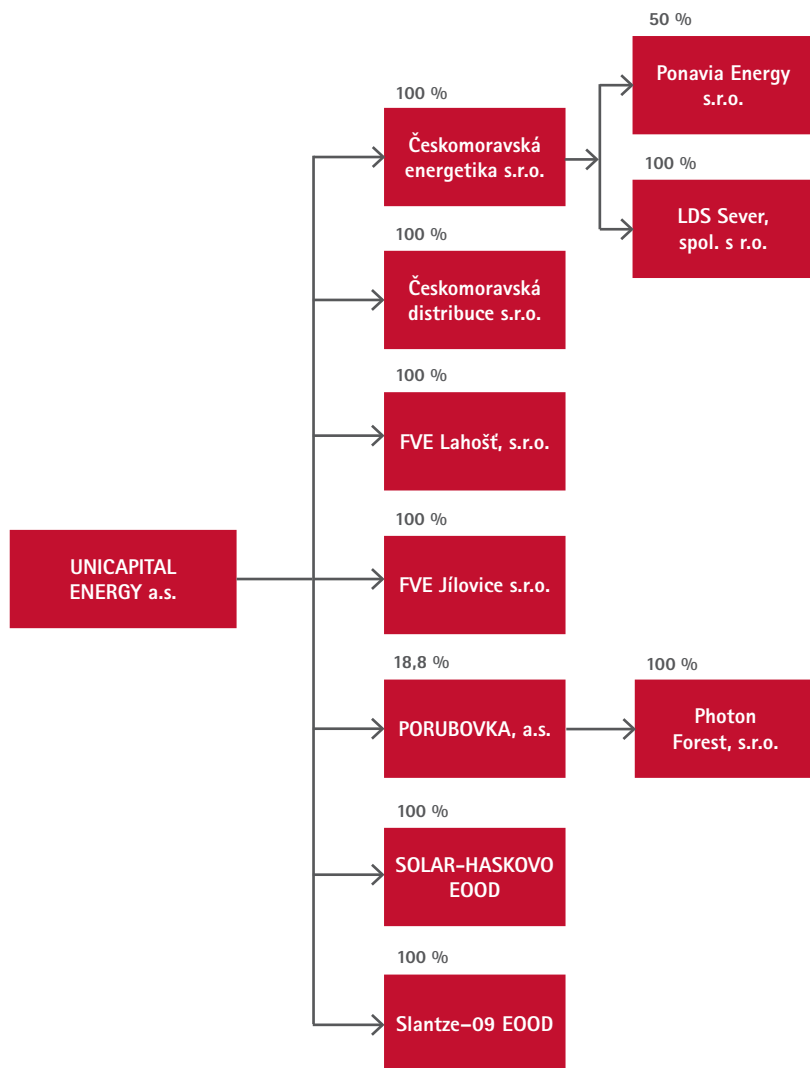 50 %
Ponavia Energy
s.r.o.
100 %
Českomoravská
energetika s.r.o.
100 %
LDS Sever,
spol. s r.o.
100 %
Českomoravská
distribuce s.r.o.
100 %
FVE Lahošť, s.r.o.
UNICAPITAL
ENERGY a.s.
100 %
FVE Jílovice s.r.o.
18,8 %
PORUBOVKA, a.s.
100 %
Photon
Forest, s.r.o.
100 %
SOLAR-HASKOVO
EOOD
100 %
Slantze-09 EOOD